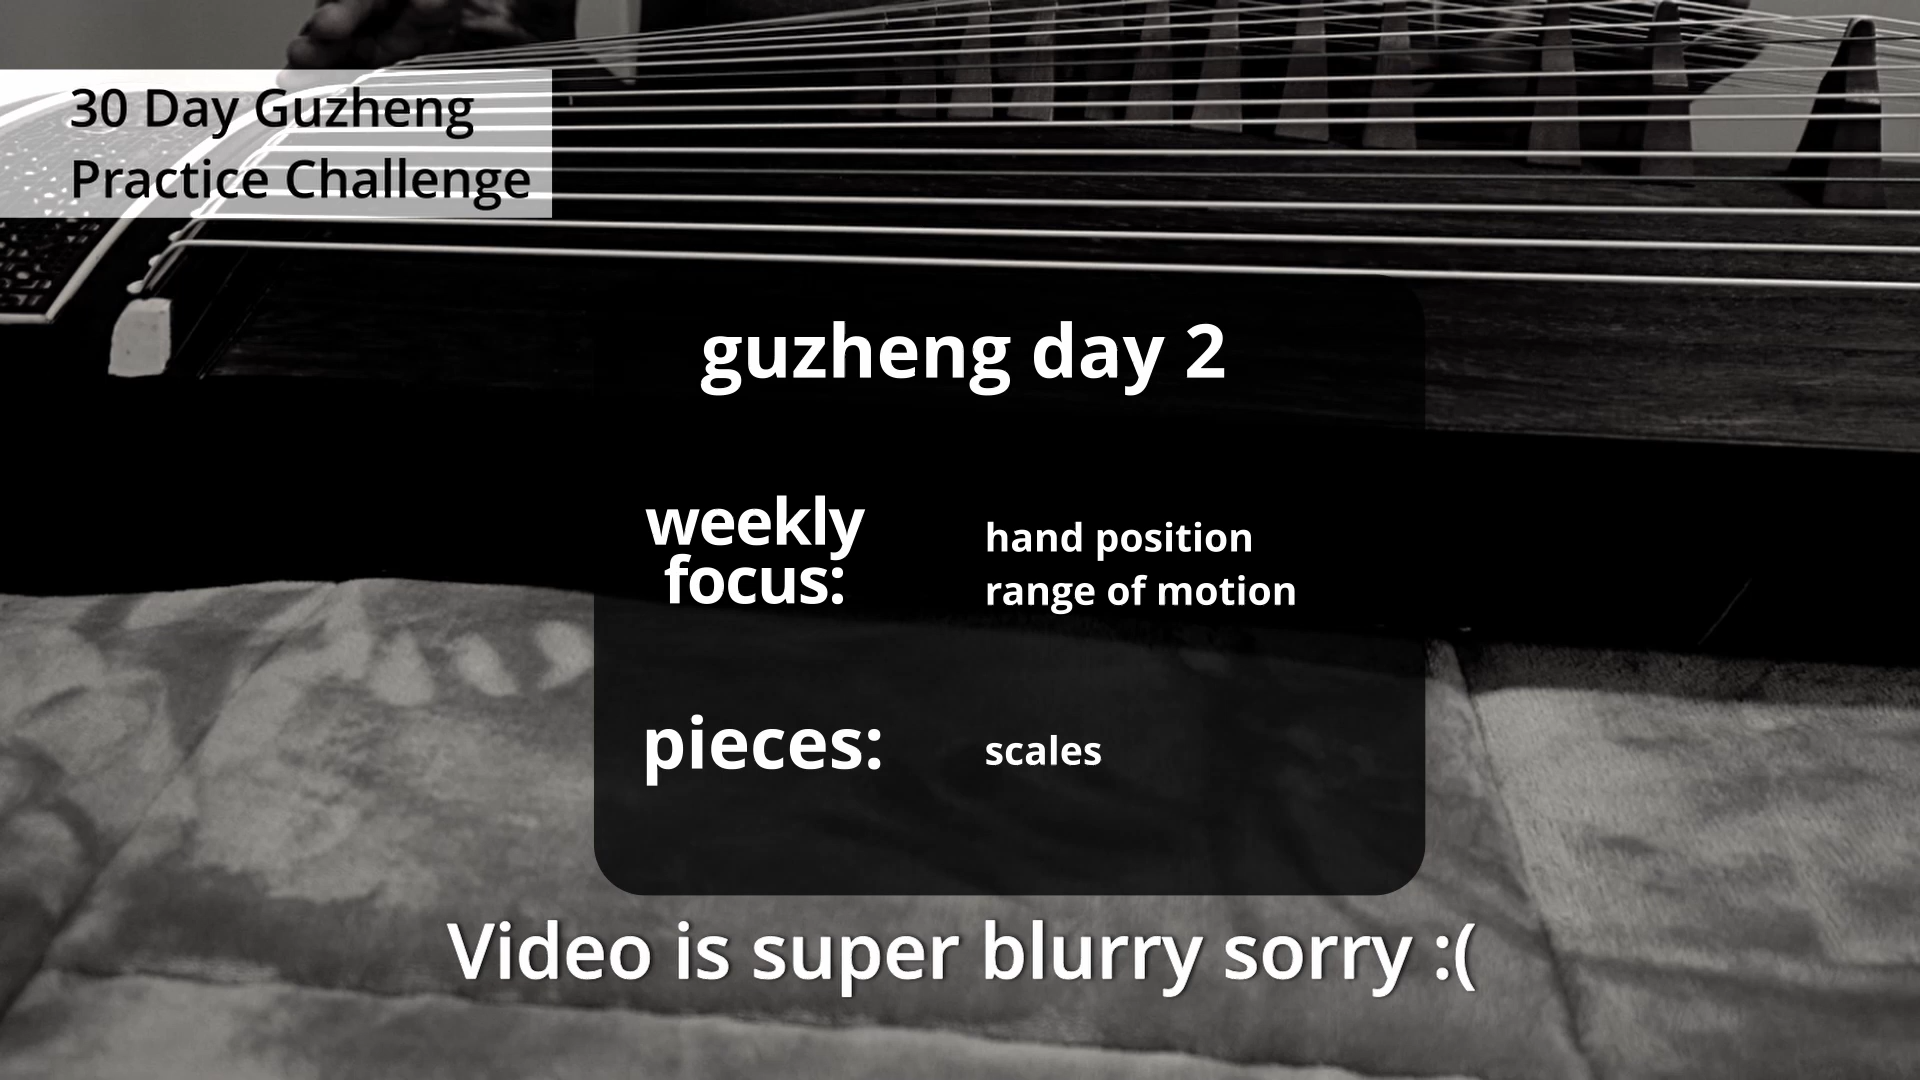 30 Day Guzheng
Practice Challenge
guzheng day 2
weekly
focus:
hand position
range of motion
pieces:
scales
Video is super blurry sorry :(